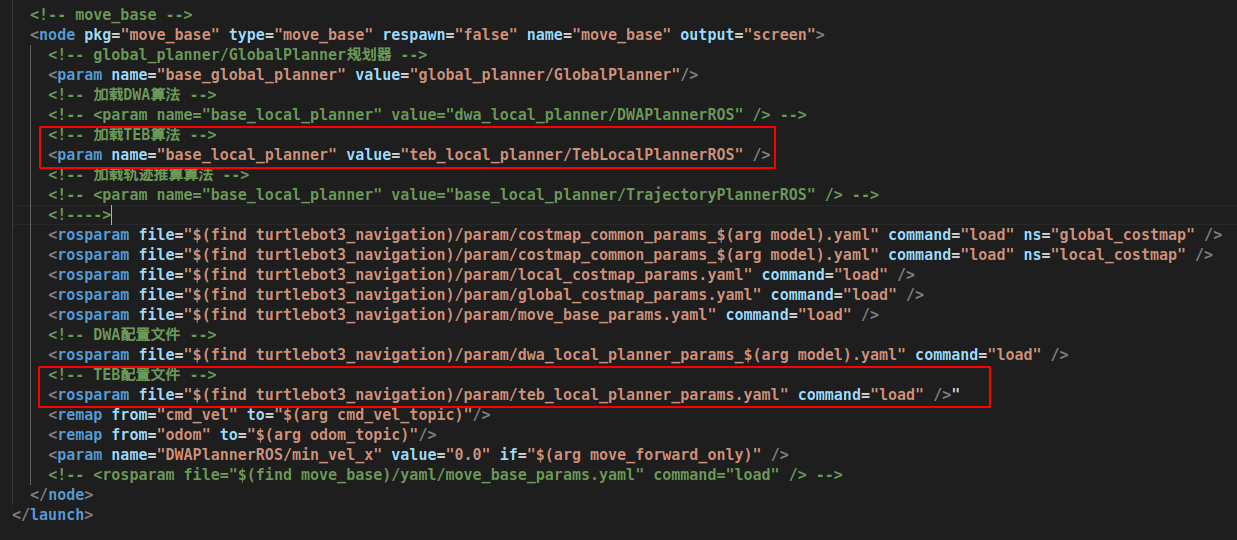 <!-- move_base -->
<node pkg="move_base" type="move_base" respawn="false" name="move_base" output="screen">
<!-- global_planner/GlobalPlanner规划器 -->
<param name="base_global_planner" value="global_planner/GlobalPlanner"/>
<!-- 加载DWA算法 -->
<!-- <param name="base_local_planner" value="dwa_local_planner/DWAPlannerROS" /> -->
<!-- 加载TEB算法 -->
<param name="base_local_planner" value="teb_local_planner/TebLocalPlannerROS" />
<!-- 加载轨迹推算算法 -->
<!-- <param name="base_local_planner" value="base_local_planner/TrajectoryPlannerROS" /> -->
<!---->
<rosparam file="$(find turtlebot3_navigation)/param/costmap_common_params_$(arg model).yaml" command="load" ns="global_costmap" />
<rosparam file="$(find turtlebot3_navigation)/param/costmap_common_params_$(arg model).yaml" command="load" ns="local_costmap" />
<rosparam file="$(find turtlebot3_navigation)/param/local_costmap_params.yaml" command="load" />
<rosparam file="$(find turtlebot3_navigation)/param/global_costmap_params.yaml" command="load" />
<rosparam file="$(find turtlebot3_navigation)/param/move_base_params.yaml" command="load" />
<!-- DWA配置文件 -->
<rosparam file="$(find turtlebot3_navigation)/param/dwa_local_planner_params_$(arg model).yaml" command="load" />
<!-- TEB配置文件 -->
<rosparam file="$(find turtlebot3_navigation)/param/teb_local_planner_params.yaml" command="load" />"
<remap from="cmd_vel" to="$(arg cmd_vel_topic)"/>
<remap from="odom" to="$(arg odom_topic)"/>
<param name="DWAPlannerROS/min_vel_x" value="0.0" if="$(arg move_forward_only)" />
<!-- <rosparam file="$(find move_base)/yaml/move_base_params.yaml" command="load" /> -->
</node>
</launch>